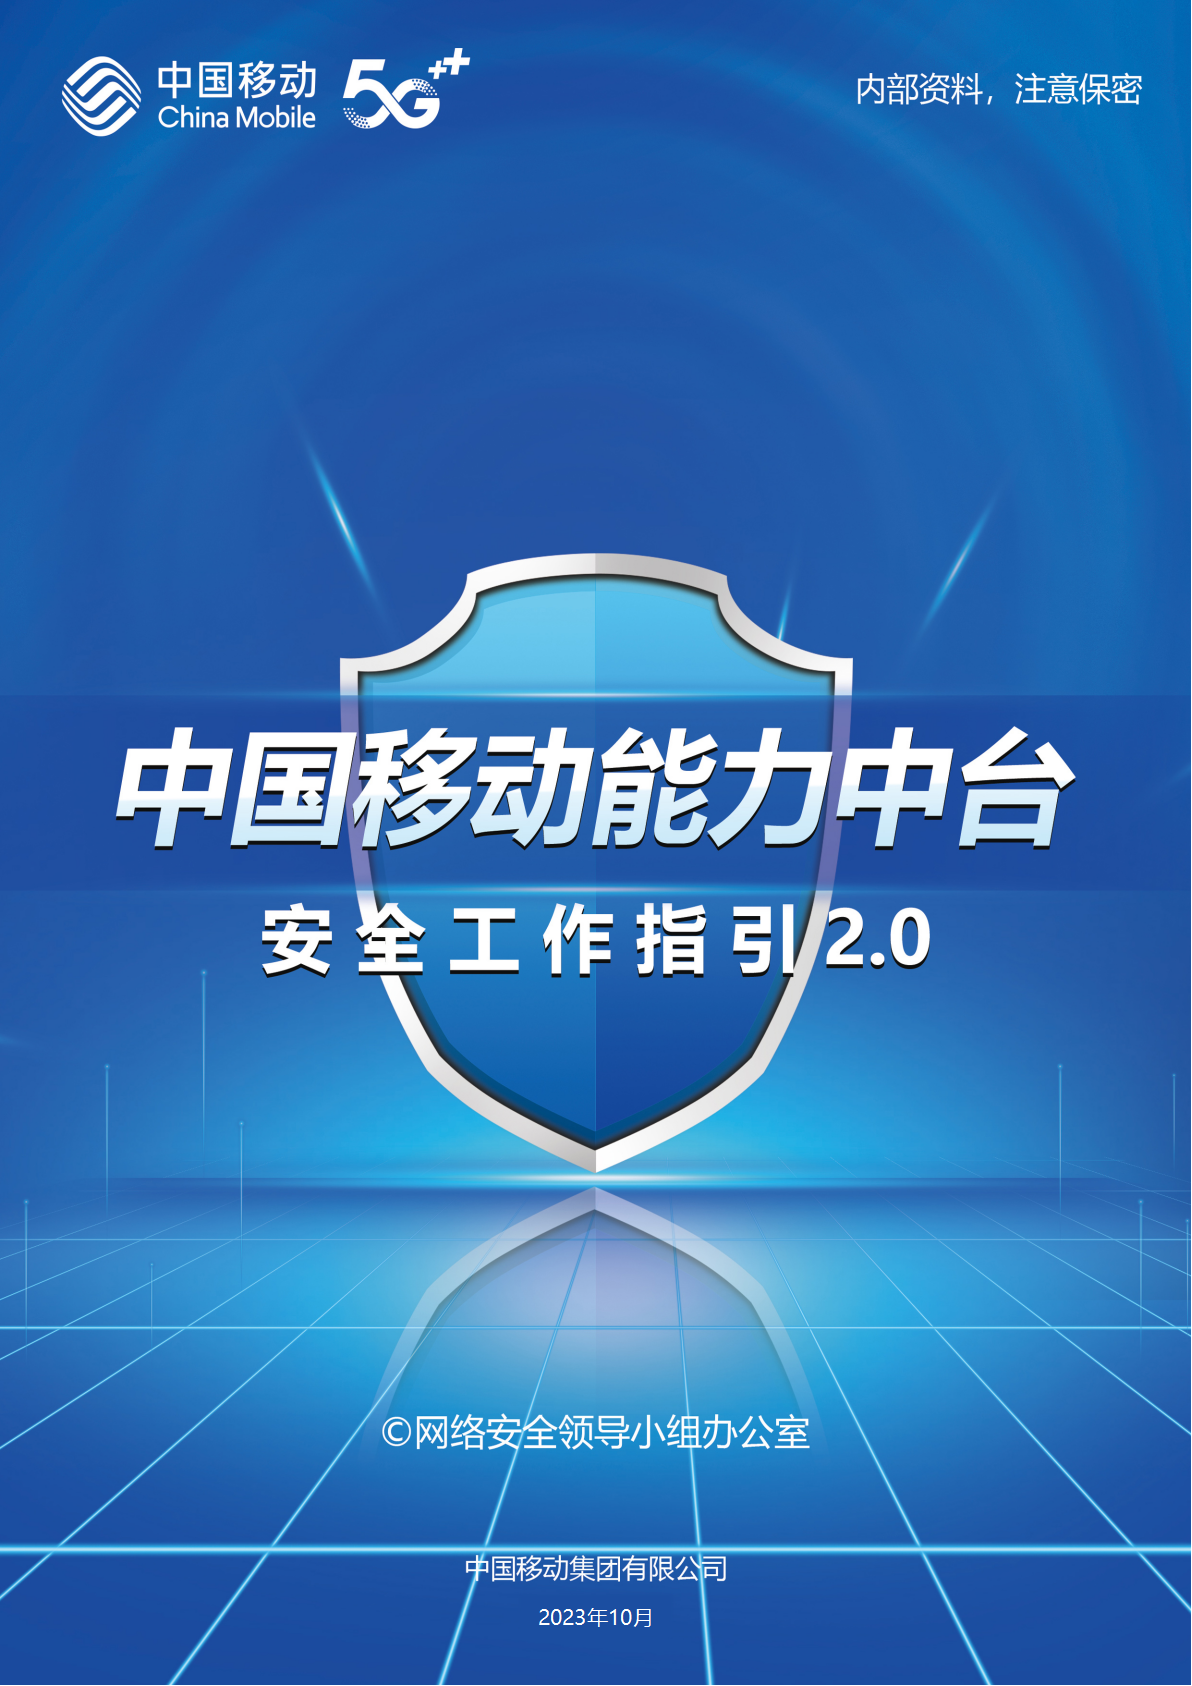 中国移动
China Mobile
5G++
内部资料，注意保密
中国移动能力中台
安全工作指引2.0
©网络安全领导小组办公室
中国移动集团有限公司
2023年10月